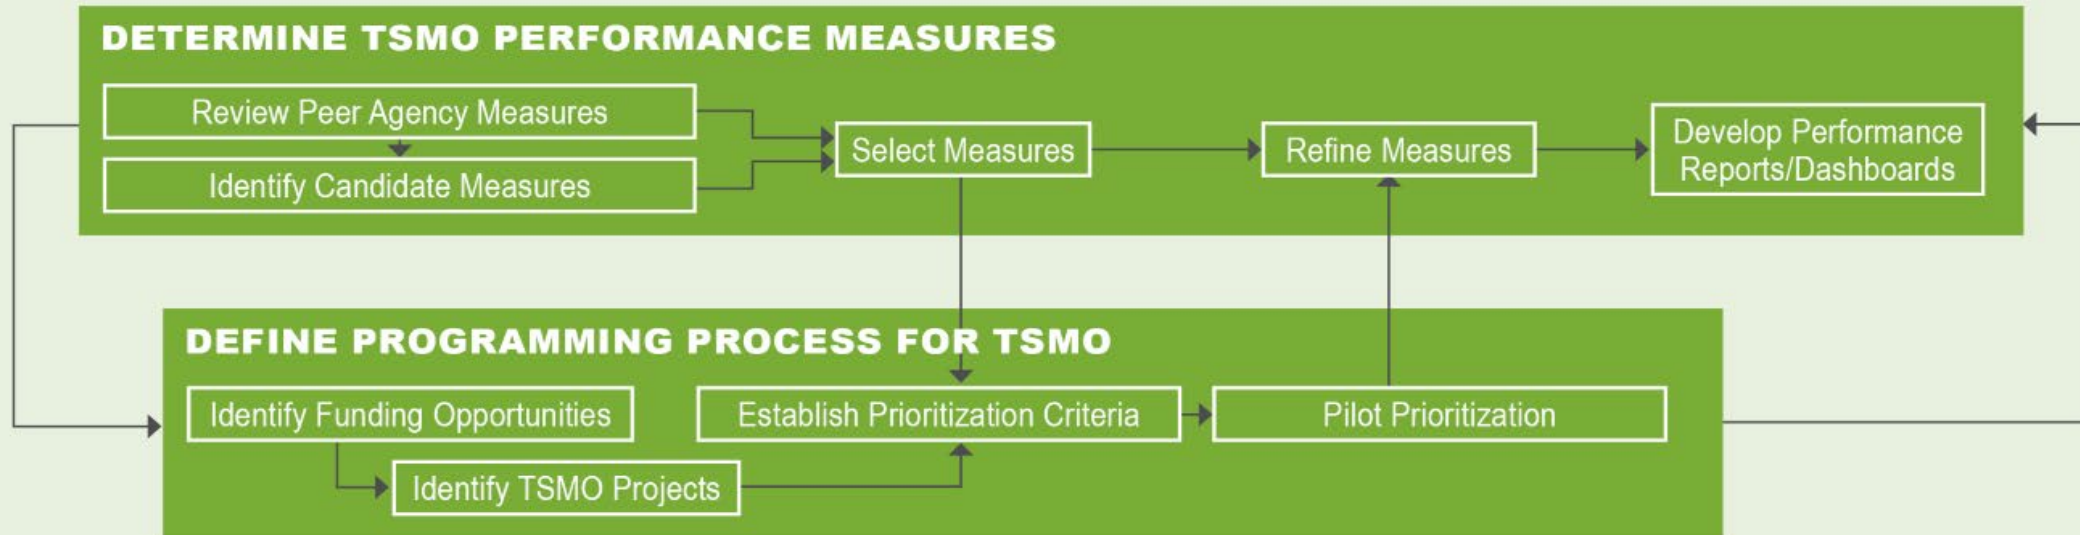 DETERMINE TSMO PERFORMANCE MEASURES
Review Peer Agency Measures
Identify Candidate Measures
Select Measures
Refine Measures
Develop Performance
Reports/Dashboards
DEFINE PROGRAMMING PROCESS FOR TSMO
Identify Funding Opportunities
Establish Prioritization Criteria
Pilot Prioritization
Identify TSMO Projects